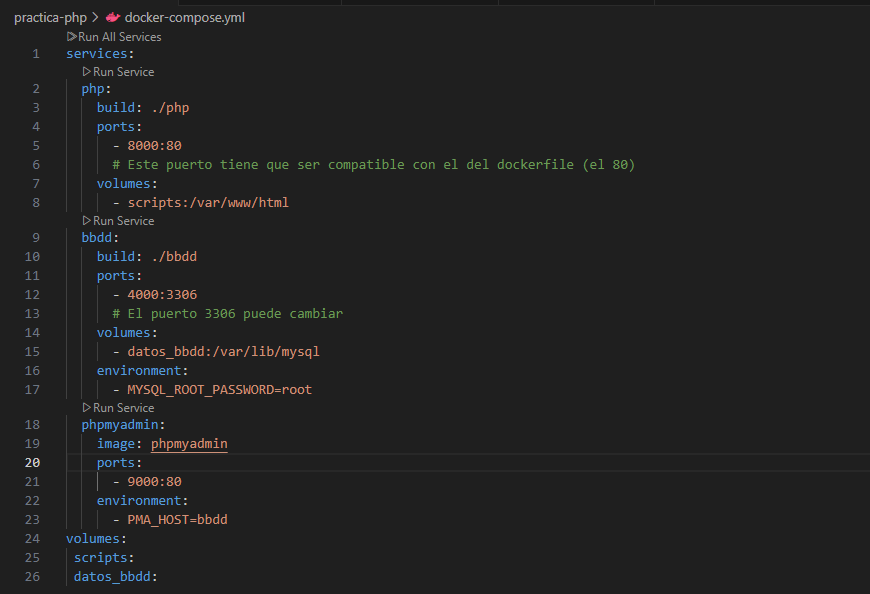 practica-php > docker-compose.yml
Run All Services
1 services:
Run Service
2 php:
3 build: ./php
4 ports:
5 - 8000:80
6 # Este puerto tiene que ser compatible con el del dockerfile (el 80)
7 volumes:
8 - scripts:/var/www/html
Run Service
9 bbdd:
10 build: ./bbdd
11 ports:
12 - 4000:3306
13 # El puerto 3306 puede cambiar
14 volumes:
15 - datos_bbdd:/var/lib/mysql
16 environment:
17 - MYSQL_ROOT_PASSWORD=root
Run Service
18 phpmyadmin:
19 image: phpmyadmin
20 ports:
21 - 9000:80
22 environment:
23 - PMA_HOST=bbdd
24 volumes:
25 scripts:
26 datos_bbdd: